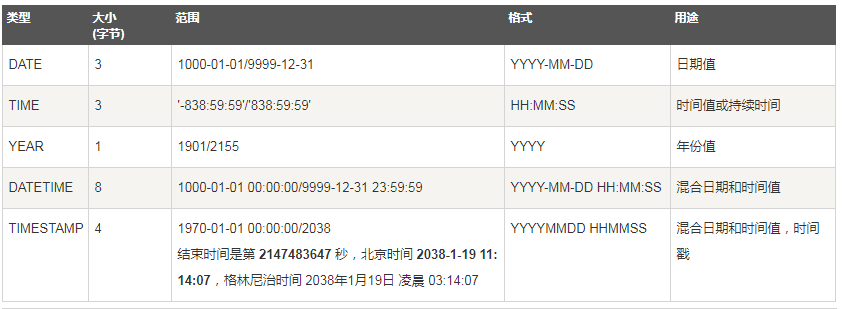 类型 大小 范围 格式 用途
(字节)
DATE 3 1000-01-01/9999-12-31 YYYY-MM-DD 日期值
TIME 3 '-838:59:59'/'838:59:59' HH:MM:SS 时间值或持续时间
YEAR 1 1901/2155 YYYY 年份值
DATETIME 8 1000-01-01 00:00:00/9999-12-31 23:59:59 YYYY-MM-DD HH:MM:SS 混合日期和时间值
TIMESTAMP 4 1970-01-01 00:00:00/2038 YYYYMMDD HHMMSS 混合日期和时间值，时间
结束时间是第 2147483647 秒，北京时间 2038-1-19 11: 戳
14:07，格林尼治时间 2038年1月19日 凌晨 03:14:07